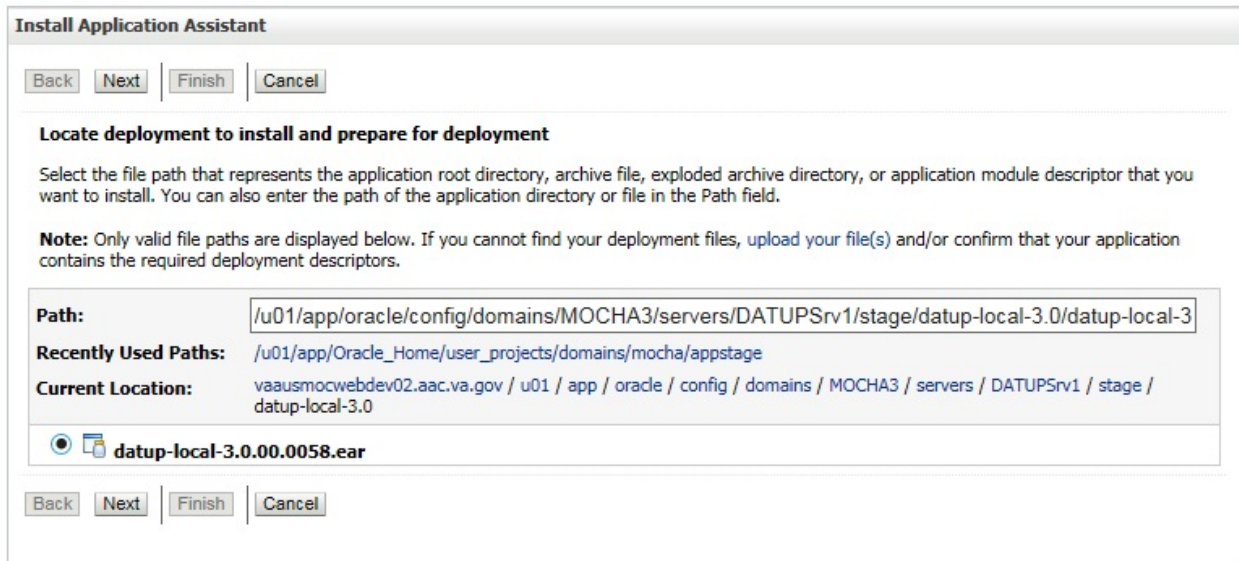 Install Application Assistant
Back Next Finish Cancel
Locate deployment to install and prepare for deployment
Select the file path that represents the application root directory, archive file, exploded archive directory, or application module descriptor that you
want to install. You can also enter the path of the application directory or file in the Path field.
Note: Only valid file paths are displayed below. If you cannot find your deployment files, upload your file(s) and/or confirm that your application
contains the required deployment descriptors.
Path: /u01/app/oracle/config/domains/MOCHA3/servers/DATUPSrv1/stage/datup-local-3.0/datup-local-3
Recently Used Paths: /u01/app/Oracle_Home/user_projects/domains/mocha/appstage
Current Location: vaausmocwebdev02.aac.va.gov / u01 / app / oracle / config / domains / MOCHA3 / servers / DATUPSrv1 / stage /
datup-local-3.0
datup-local-3.0.00.0058.ear
Back Next Finish Cancel